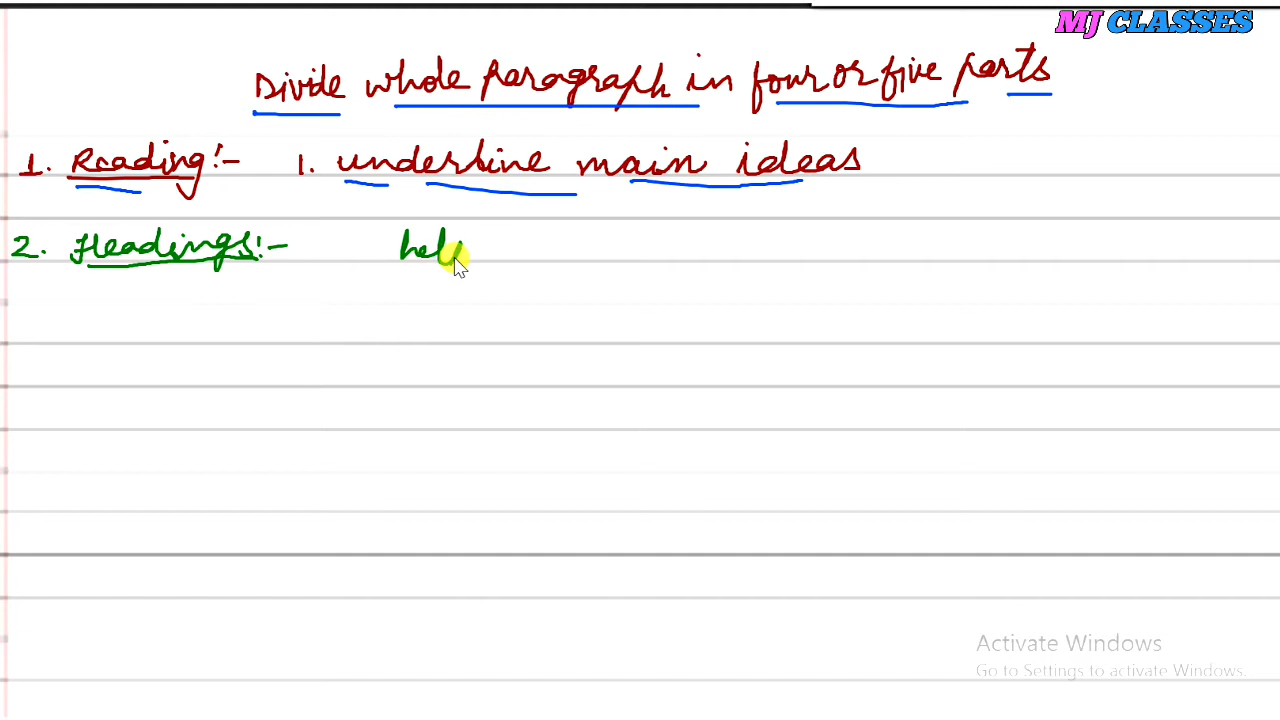 MJ CLASSES
Divide whole Paragraph in four or five parts
1. Reading:- 1. underline main ideas
2. Headings:- hel
Activate Windows
Go to Settings to activate Windows.